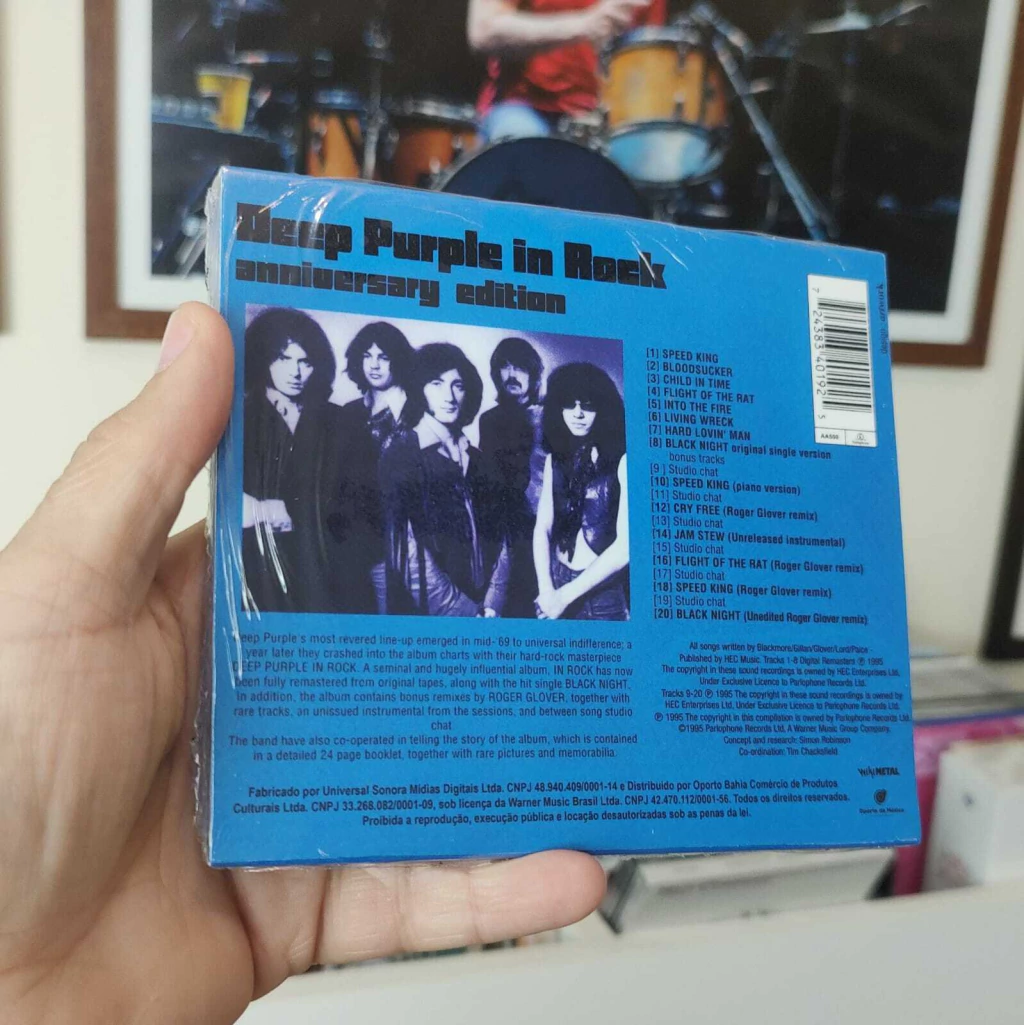 Deep Purple in Rock
anniversary edition
[1] SPEED KING
[2] BLOODSUCKER
[3] CHILD IN TIME
[4] FLIGHT OF THE RAT
[5] INTO THE FIRE
[6] LIVING WRECK
[7] HARD LOVIN' MAN
[8] BLACK NIGHT original single version
bonus tracks
[9] Studio chat
[10] SPEED KING (piano version)
[11] Studio chat
[12] CRY FREE (Roger Glover remix)
[13] Studio chat
[14] JAM STEW (Unreleased instrumental)
[15] Studio chat
[16] FLIGHT OF THE RAT (Roger Glover remix)
[17] Studio chat
[18] SPEED KING (Roger Glover remix)
[19] Studio chat
[20] BLACK NIGHT (Unedited Roger Glover remix)
7 24383 40192 5
AA500
Deep Purple's most revered line-up emerged in mid-'69 to universal indifference; a
year later they crashed into the album charts with their hard-rock masterpiece
DEEP PURPLE IN ROCK. A seminal and hugely influential album, IN ROCK has now
been fully remastered from original tapes, along with the hit single BLACK NIGHT.
In addition, the album contains bonus remixes by ROGER GLOVER, together with
rare tracks, an unissued instrumental from the sessions, and between song studio
chat
The band have also co-operated in telling the story of the album, which is contained
in a detailed 24 page booklet, together with rare pictures and memorabilia.
All songs written by Blackmore/Gillan/Glover/Lord/Paice
Published by HEC Music. Tracks 1-8 Digital Remasters ℗ 1995
The copyright in these sound recordings is owned by HEC Enterprises Ltd.
Under Exclusive Licence to Parlophone Records Ltd.
Tracks 9-20 ℗ 1995 The copyright in these sound recordings is owned by
HEC Enterprises Ltd. Under Exclusive Licence to Parlophone Records Ltd.
℗ 1995 The copyright in this compilation is owned by Parlophone Records Ltd.
©1995 Parlophone Records Ltd. A Warner Music Group Company.
Concept and research: Simon Robinson
Co-ordination: Tim Chacksfield
wikiMETAL
Fabricado por Universal Sonora Mídias Digitais Ltda. CNPJ 48.940.409/0001-14 e Distribuído por Oporto Bahia Comércio de Produtos
Culturais Ltda. CNPJ 33.268.082/0001-09, sob licença da Warner Music Brasil Ltd. CNPJ 42.470.112/0001-56. Todos os direitos reservados.
Proibida a reprodução, execução pública e locação desautorizadas sob as penas da lei.